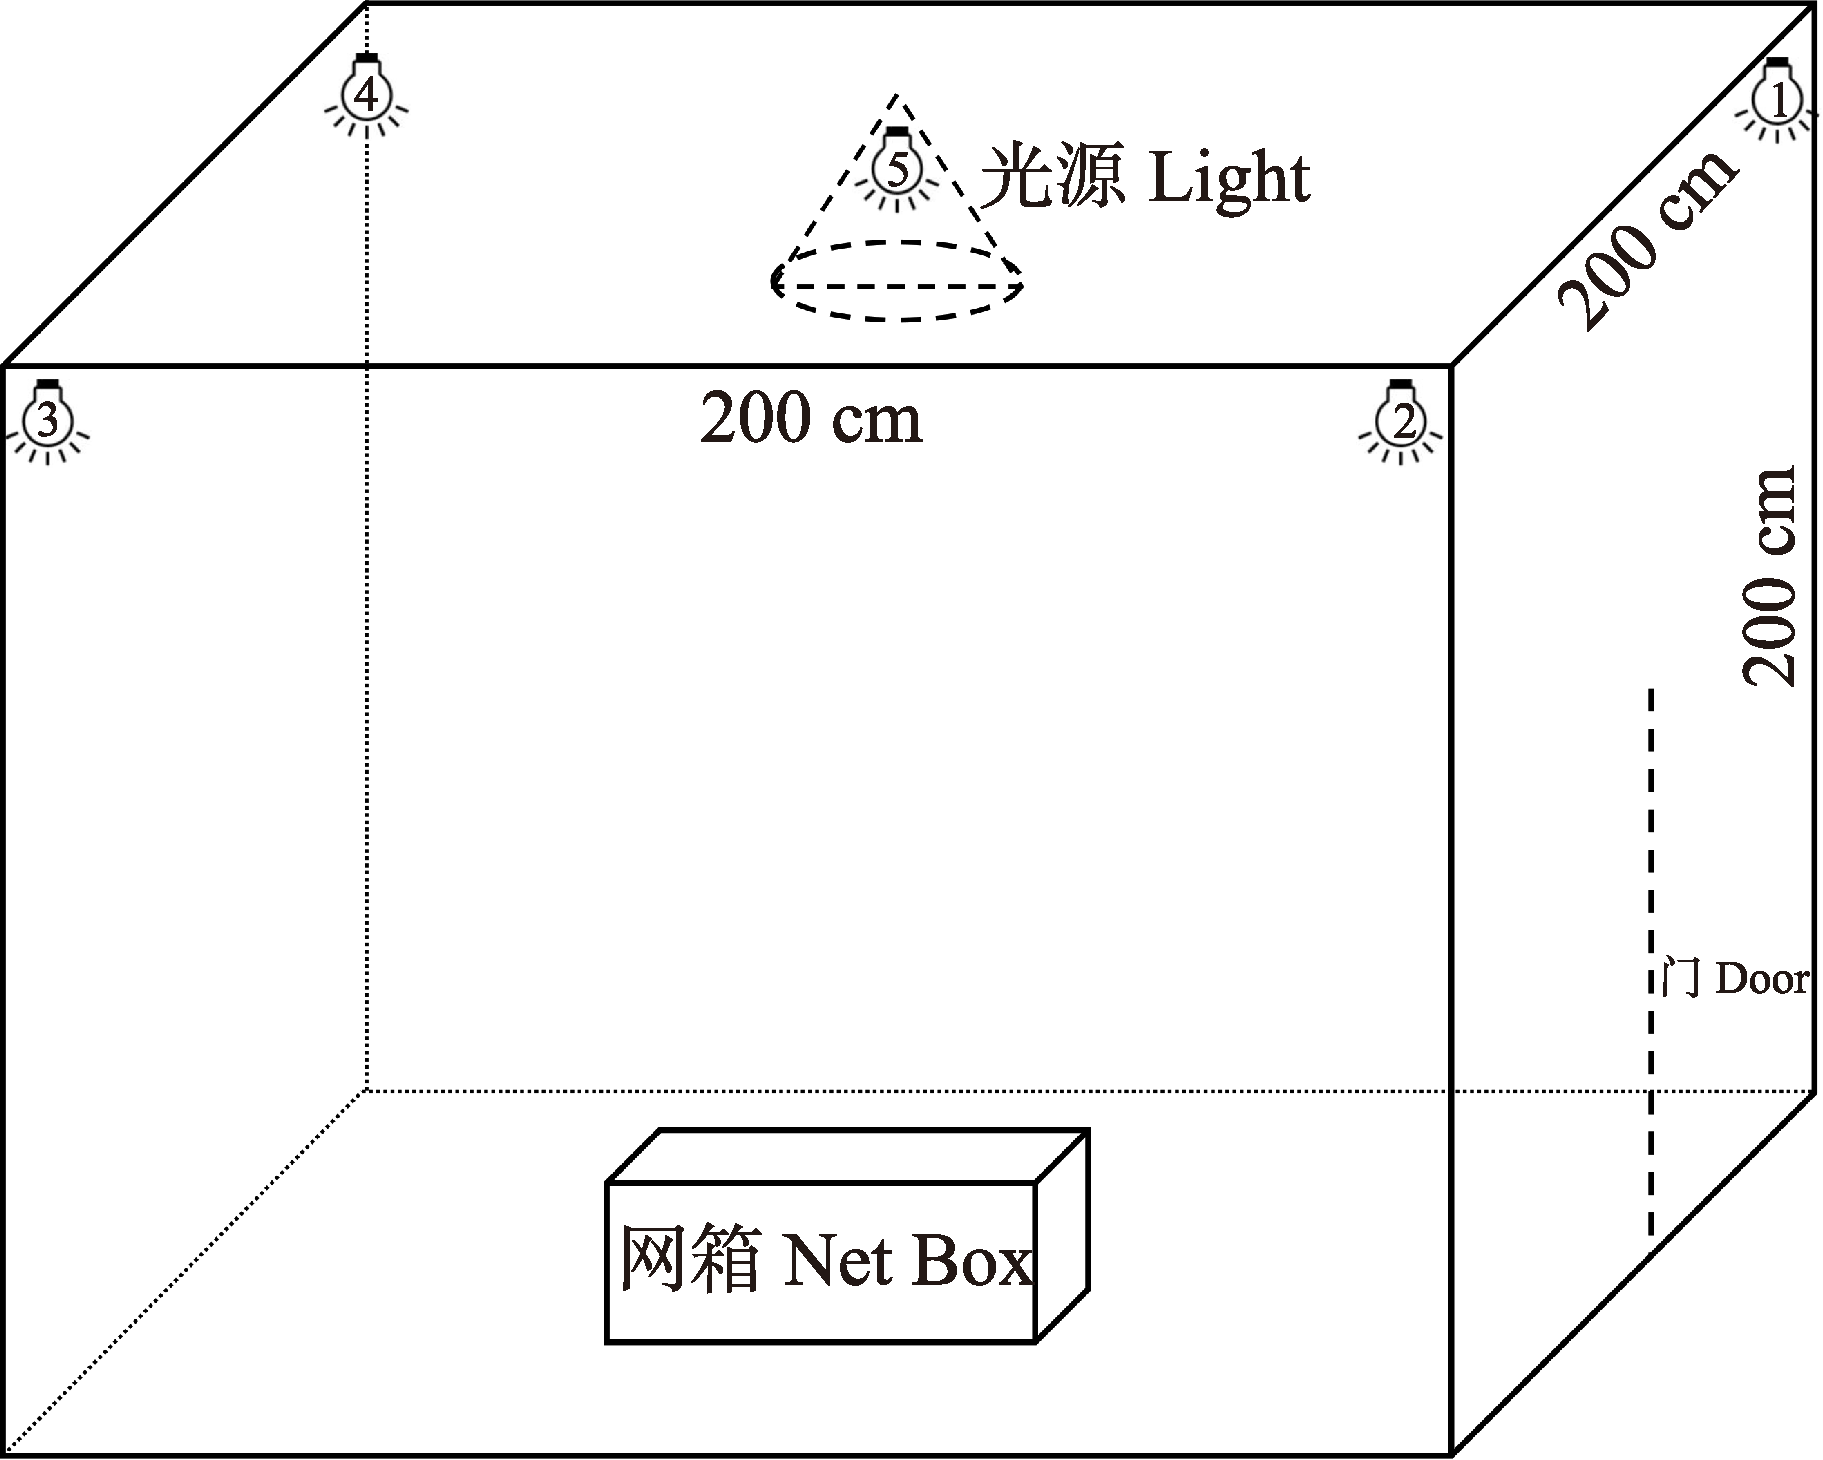 4
1
5
光源 Light
200 cm
3
200 cm
2
200 cm
门 Door
网箱 Net Box